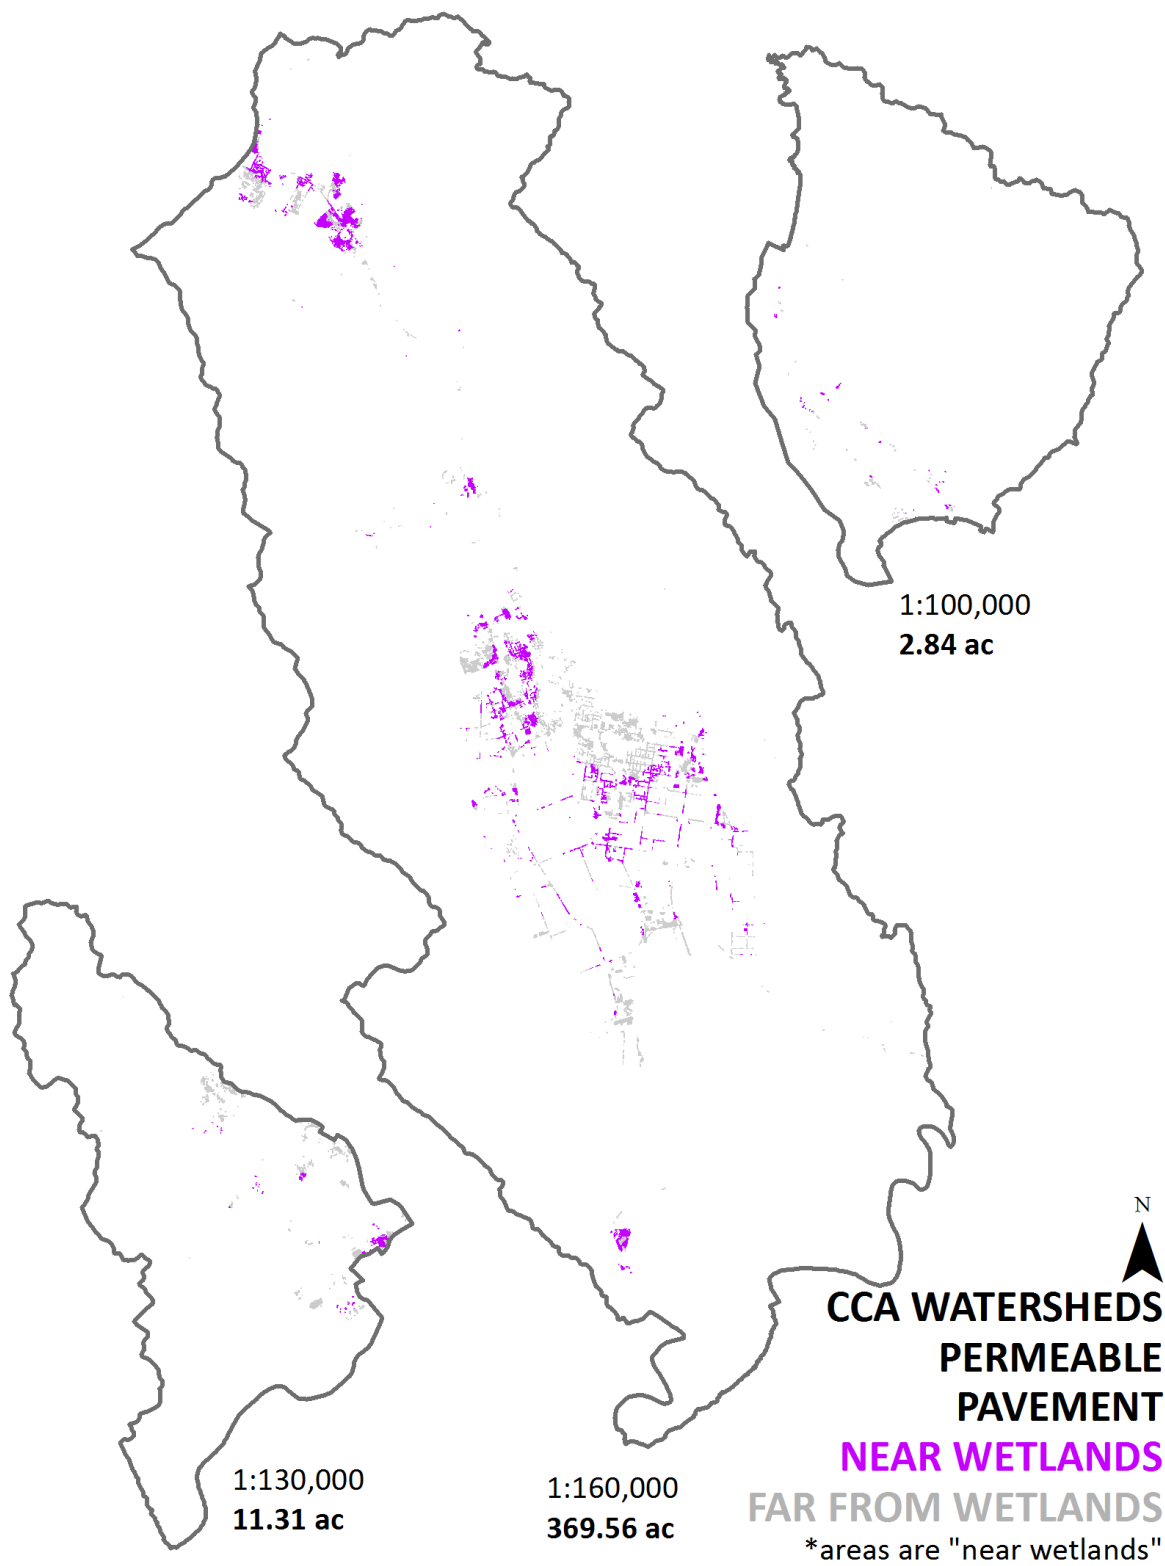 1:100,000
2.84 ac
1:130,000
11.31 ac
1:160,000
369.56 ac
N
CCA WATERSHEDS
PERMEABLE
PAVEMENT
NEAR WETLANDS
FAR FROM WETLANDS
*areas are "near wetlands"